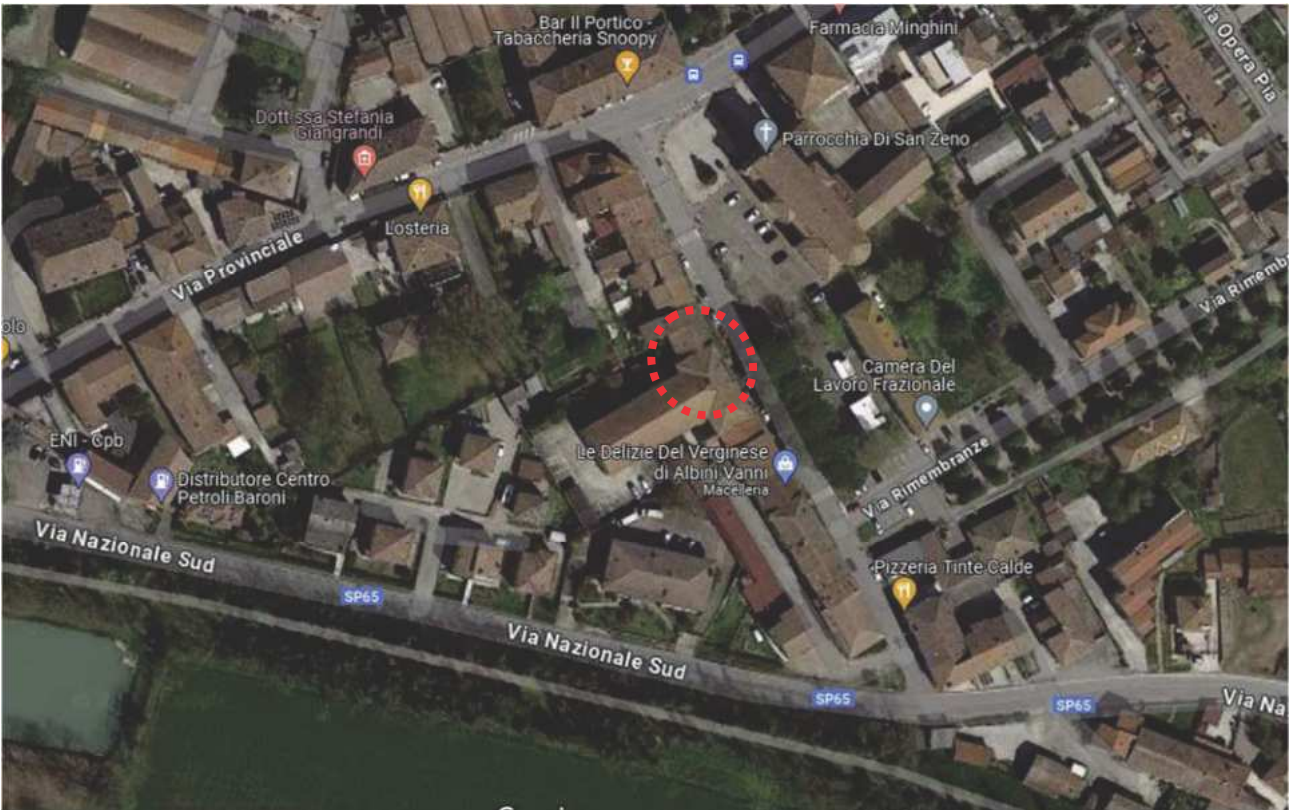 Bar Il Portico -
Tabaccheria Snoopy
Farmacia Minghini
Via Opera Pia
Dott ssa Stefania
Giangrandi
Parrocchia Di San Zeno
Losteria
Via Provinciale
Via Rimembr
olo
Camera Del
Lavoro Frazionale
ENI - Cpb
Le Delizie Del Verginese
di Albini Vanni
Macelleria
Distributore Centro
Petroli Baroni
Via Rimembranze
Via Nazionale Sud
Pizzeria Tinte Calde
SP65
Via Nazionale Sud
SP65
SP65
Via Na